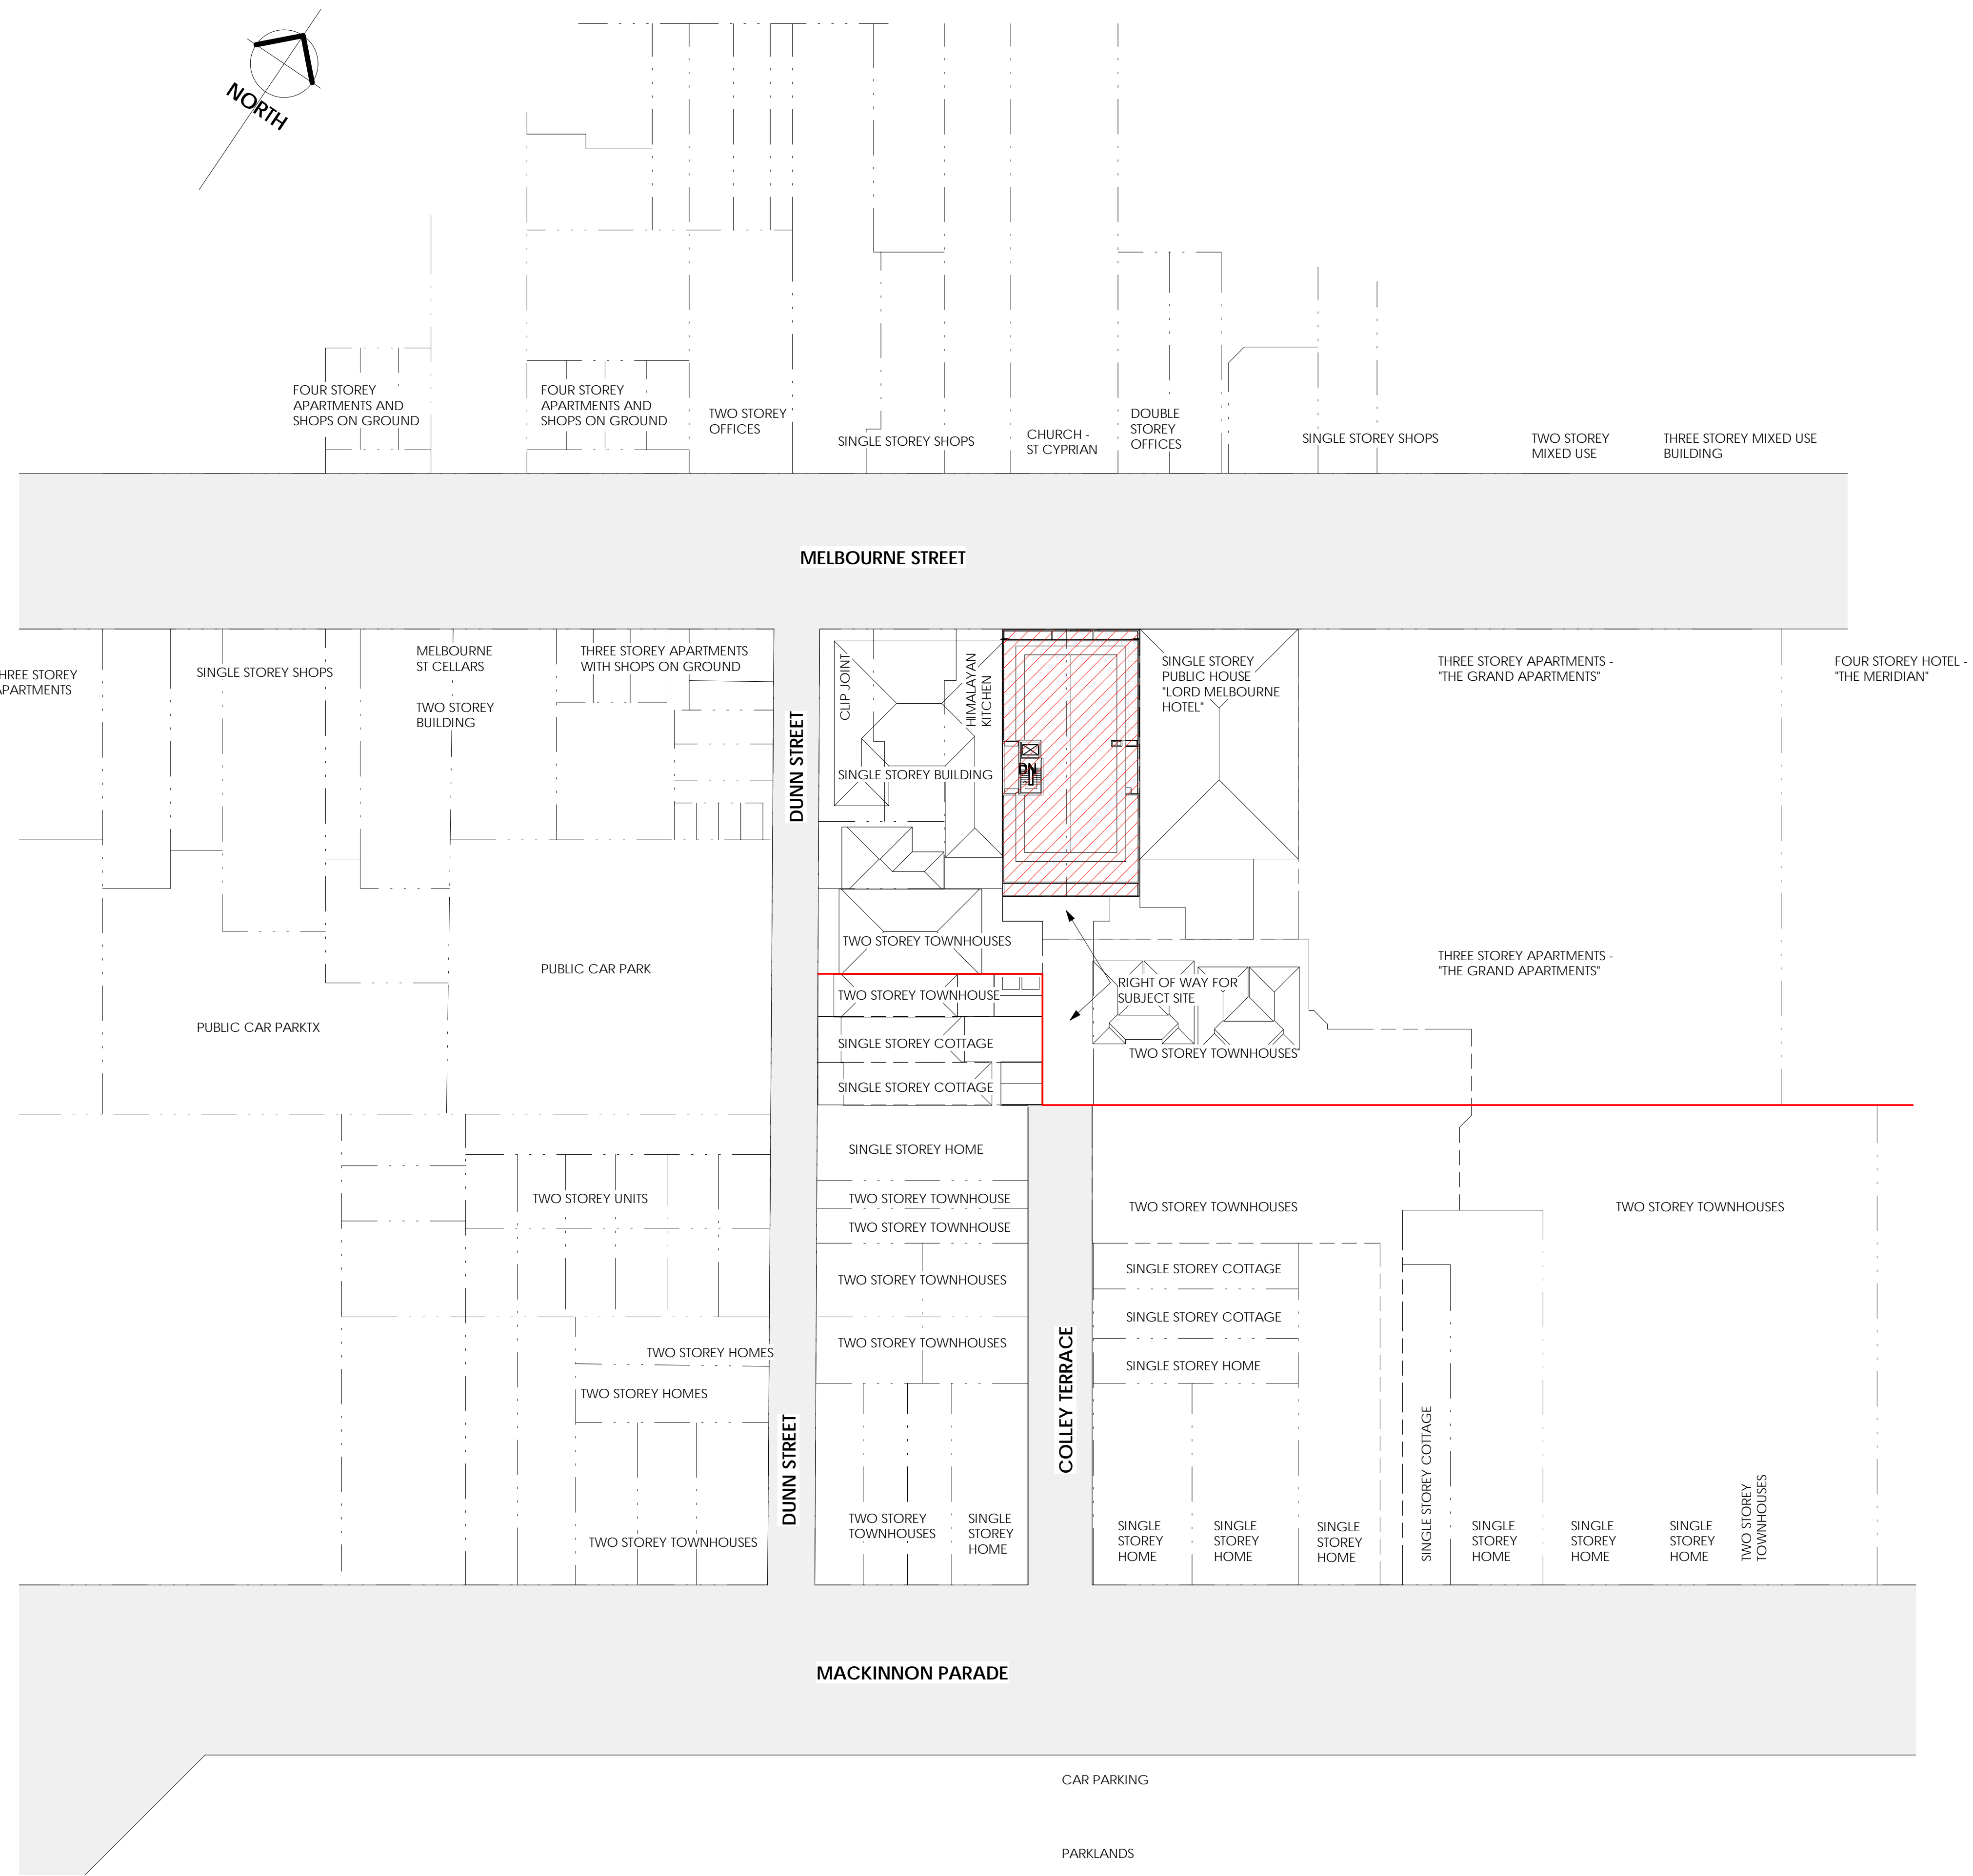 NORTH
FOUR STOREY
APARTMENTS AND
SHOPS ON GROUND
FOUR STOREY
APARTMENTS AND
SHOPS ON GROUND
TWO STOREY
OFFICES
SINGLE STOREY SHOPS
CHURCH -
ST CYPRIAN
DOUBLE
STOREY
OFFICES
SINGLE STOREY SHOPS
TWO STOREY
MIXED USE
THREE STOREY MIXED USE
BUILDING
MELBOURNE STREET
HREE STOREY
APARTMENTS
SINGLE STOREY SHOPS
MELBOURNE
ST CELLARS
TWO STOREY
BUILDING
THREE STOREY APARTMENTS
WITH SHOPS ON GROUND
DUNN STREET
CLIP JOINT
HIMALAYAN
KITCHEN
SINGLE STOREY BUILDING
DN
SINGLE STOREY
PUBLIC HOUSE
"LORD MELBOURNE
HOTEL"
THREE STOREY APARTMENTS -
"THE GRAND APARTMENTS"
FOUR STOREY HOTEL -
"THE MERIDIAN"
PUBLIC CAR PARK
PUBLIC CAR PARKTX
TWO STOREY TOWNHOUSES
TWO STOREY TOWNHOUSE
SINGLE STOREY COTTAGE
SINGLE STOREY COTTAGE
RIGHT OF WAY FOR
SUBJECT SITE
TWO STOREY TOWNHOUSES
THREE STOREY APARTMENTS -
"THE GRAND APARTMENTS"
TWO STOREY UNITS
SINGLE STOREY HOME
TWO STOREY TOWNHOUSE
TWO STOREY TOWNHOUSE
TWO STOREY TOWNHOUSES
TWO STOREY TOWNHOUSES
TWO STOREY TOWNHOUSES
TWO STOREY TOWNHOUSES
SINGLE STOREY COTTAGE
SINGLE STOREY COTTAGE
SINGLE STOREY HOME
TWO STOREY HOMES
TWO STOREY HOMES
DUNN STREET
COLLEY TERRACE
TWO STOREY TOWNHOUSES
TWO STOREY
TOWNHOUSES
SINGLE
STOREY
HOME
SINGLE
STOREY
HOME
SINGLE
STOREY
HOME
SINGLE
STOREY
HOME
SINGLE STOREY COTTAGE
SINGLE
STOREY
HOME
SINGLE
STOREY
HOME
SINGLE
STOREY
HOME
TWO STOREY
TOWNHOUSES
MACKINNON PARADE
CAR PARKING
PARKLANDS